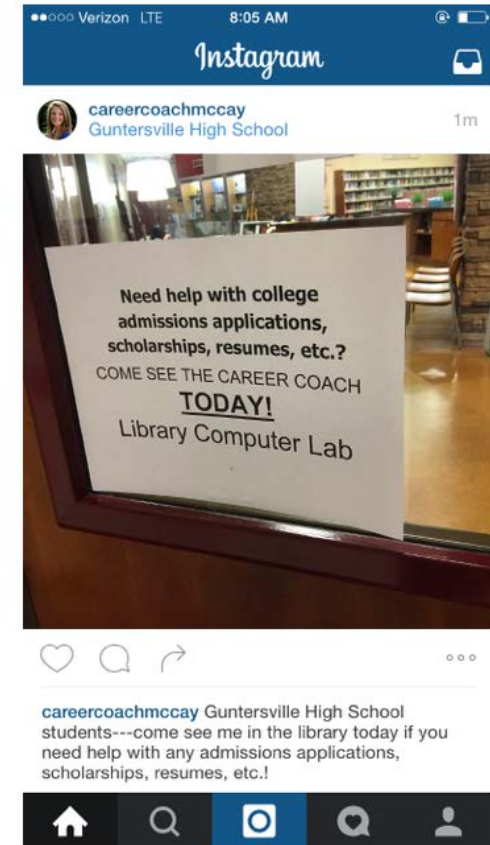 Verizon LTE 8:05 AM
Instagram
careercoachmccay
Guntersville High School
1m
Need help with college
admissions applications,
scholarships, resumes, etc.?
COME SEE THE CAREER COACH
TODAY!
Library Computer Lab
careercoachmccay Guntersville High School
students---come see me in the library today if you
need help with any admissions applications,
scholarships, resumes, etc.!